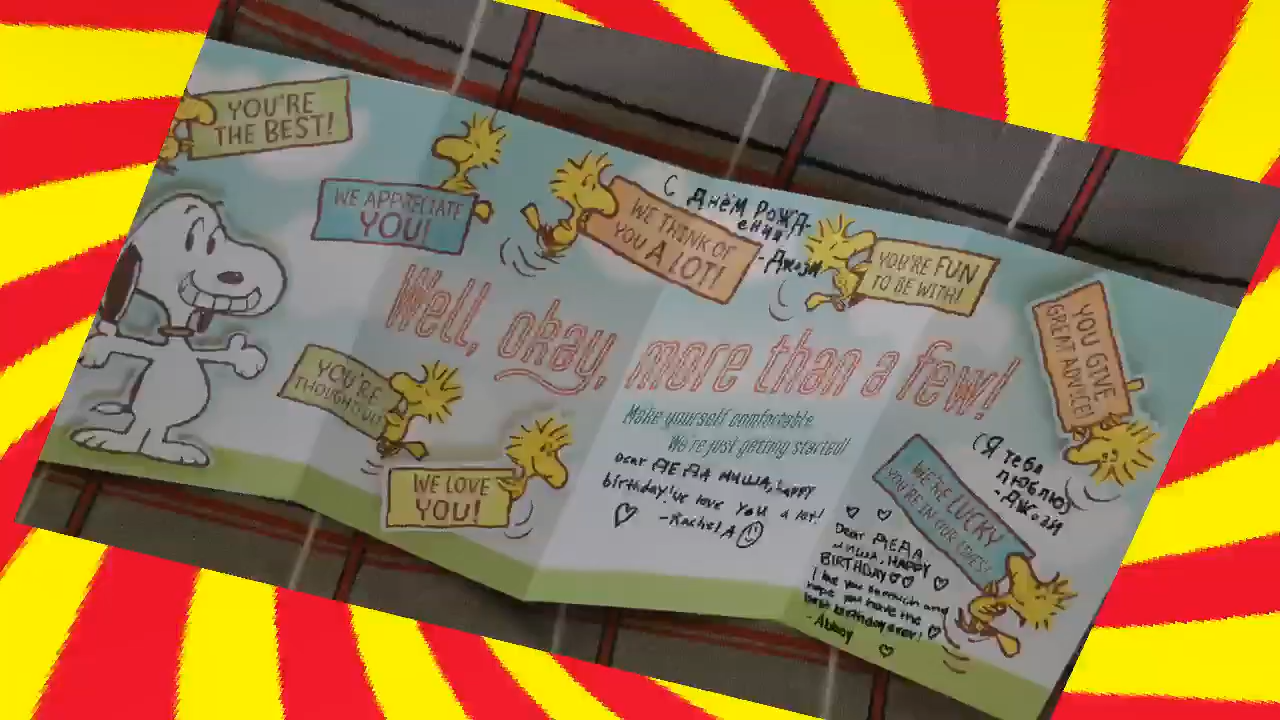 YOU'RE
THE BEST!
WE APPRECIATE
YOU!
WE THINK OF
YOU A LOT!
С ДНЁМ РОЖД-
ЕНИЯ
- Джози
YOU'RE FUN
TO BE WITH!
YOU GIVE
GREAT ADVICE!
Well, okay, more than a few!
Make yourself comfortable.
We're just getting started!
YOU'RE
THOUGHTFUL!
WE LOVE
YOU!
Dear ДЕДА МИША, happy
birthday! we love you a lot!
-Rachel A
WE'RE LUCKY
YOU'RE IN OUR LIVES!
(Я тебя
люблю)
-Джози
Dear ДЕДА
МИША, HAPPY
BIRTHDAY
I love you so much and
hope you have the
best birthday ever!
- Abbey